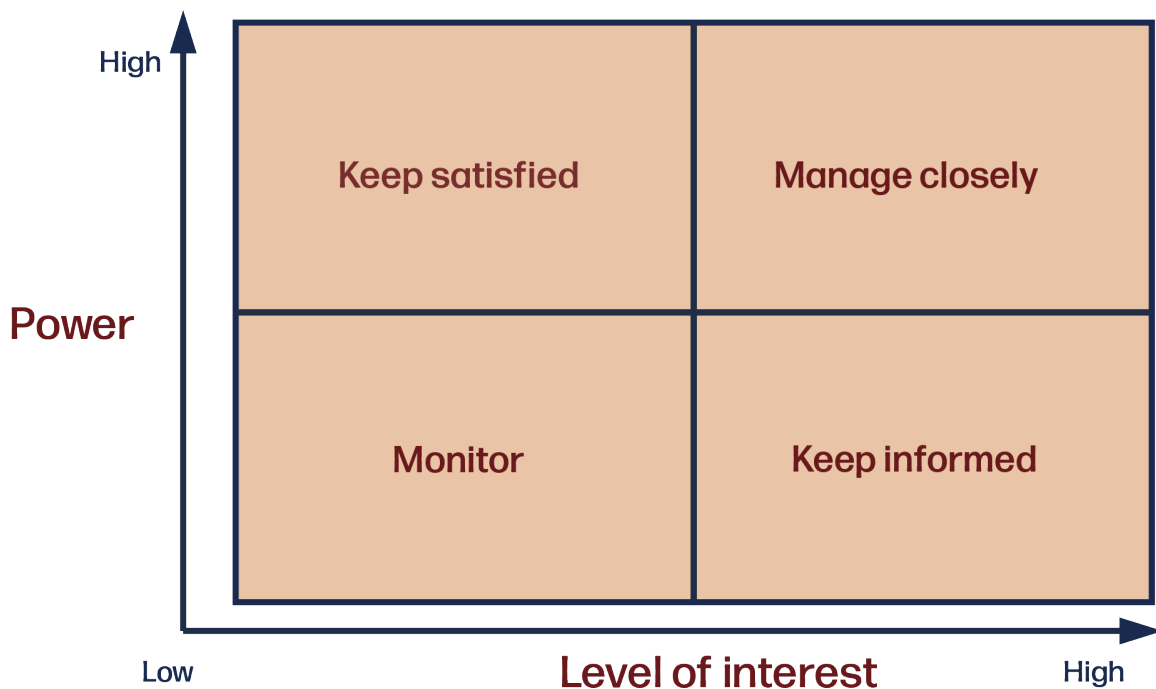 High
Keep satisfied
Manage closely
Power
Monitor
Keep informed
Low
Level of interest
High